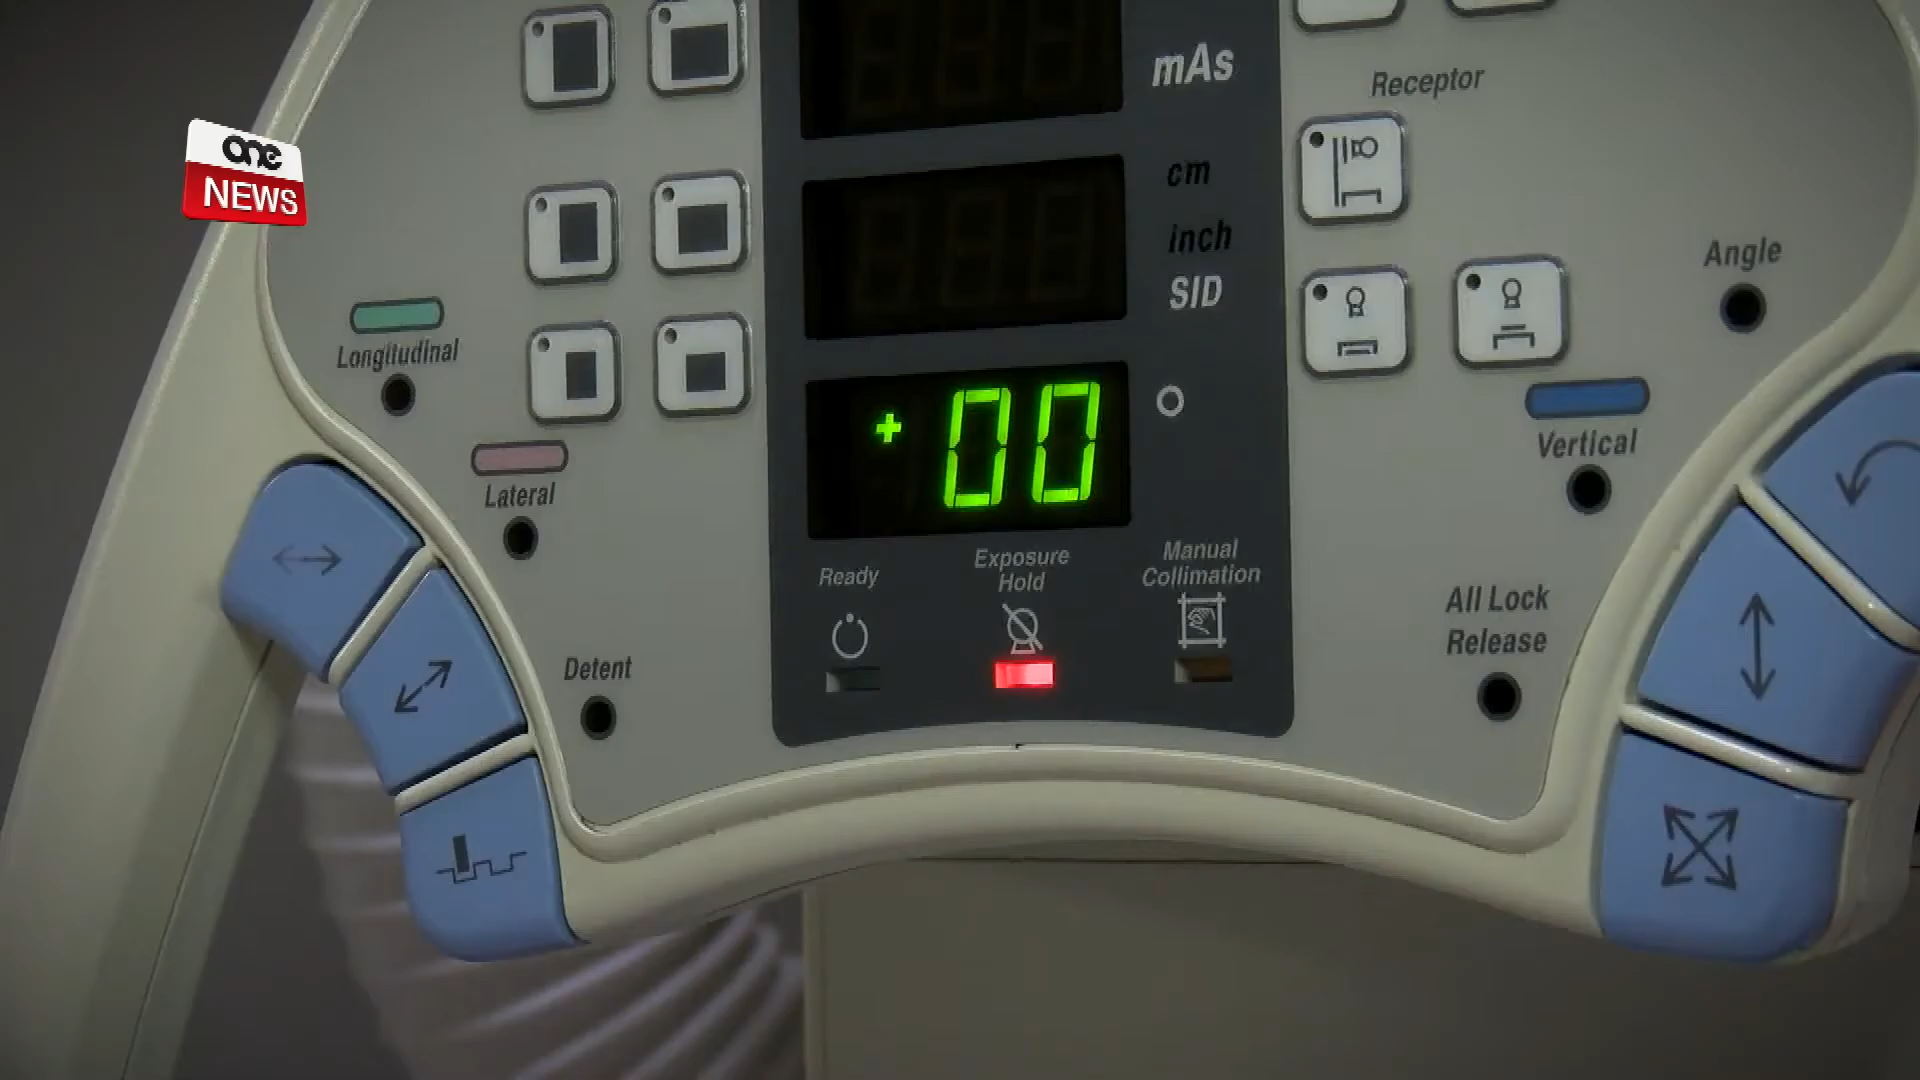 one
NEWS
mAs
Receptor
cm
inch
SID
Angle
Longitudinal
Lateral
+00
Vertical
Ready
Exposure
Hold
Manual
Collimation
All Lock
Release
Detent